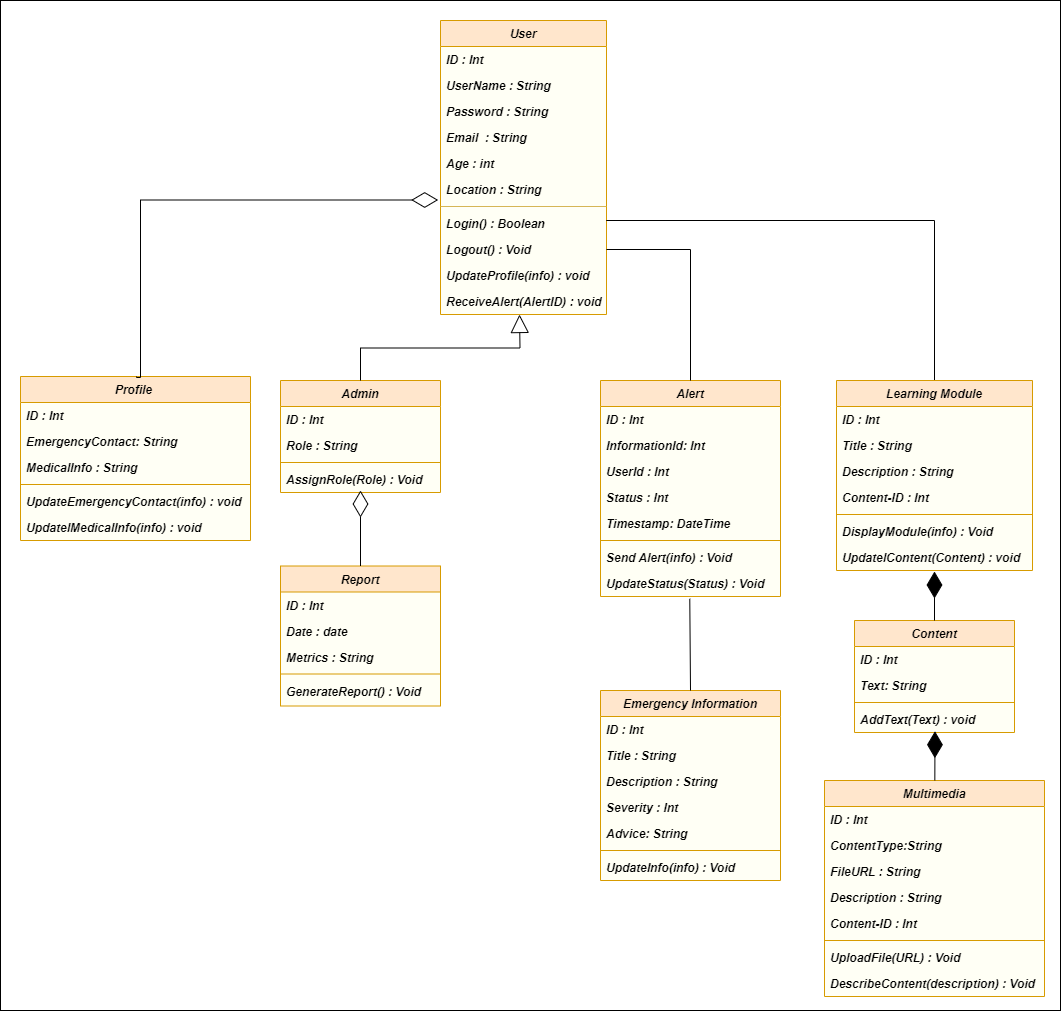 User
ID : Int
UserName : String
Password : String
Email  : String
Age : int
Location : String
Login() : Boolean
Logout() : Void
UpdateProfile(info) : void
ReceiveAlert(AlertID) : void
Profile
ID : Int
EmergencyContact: String
MedicalInfo : String
UpdateEmergencyContact(info) : void
UpdateIMedicalInfo(info) : void
Admin
ID : Int
Role : String
AssignRole(Role) : Void
Report
ID : Int
Date : date
Metrics : String
GenerateReport() : Void
Alert
ID : Int
InformationId: Int
UserId : Int
Status : Int
Timestamp: DateTime
Send Alert(info) : Void
UpdateStatus(Status) : Void
Emergency Information
ID : Int
Title : String
Description : String
Severity : Int
Advice: String
UpdateInfo(info) : Void
Learning Module
ID : Int
Title : String
Description : String
Content-ID : Int
DisplayModule(info) : Void
UpdateIContent(Content) : void
Content
ID : Int
Text: String
AddText(Text) : void
Multimedia
ID : Int
ContentType:String
FileURL : String
Description : String
Content-ID : Int
UploadFile(URL) : Void
DescribeContent(description) : Void